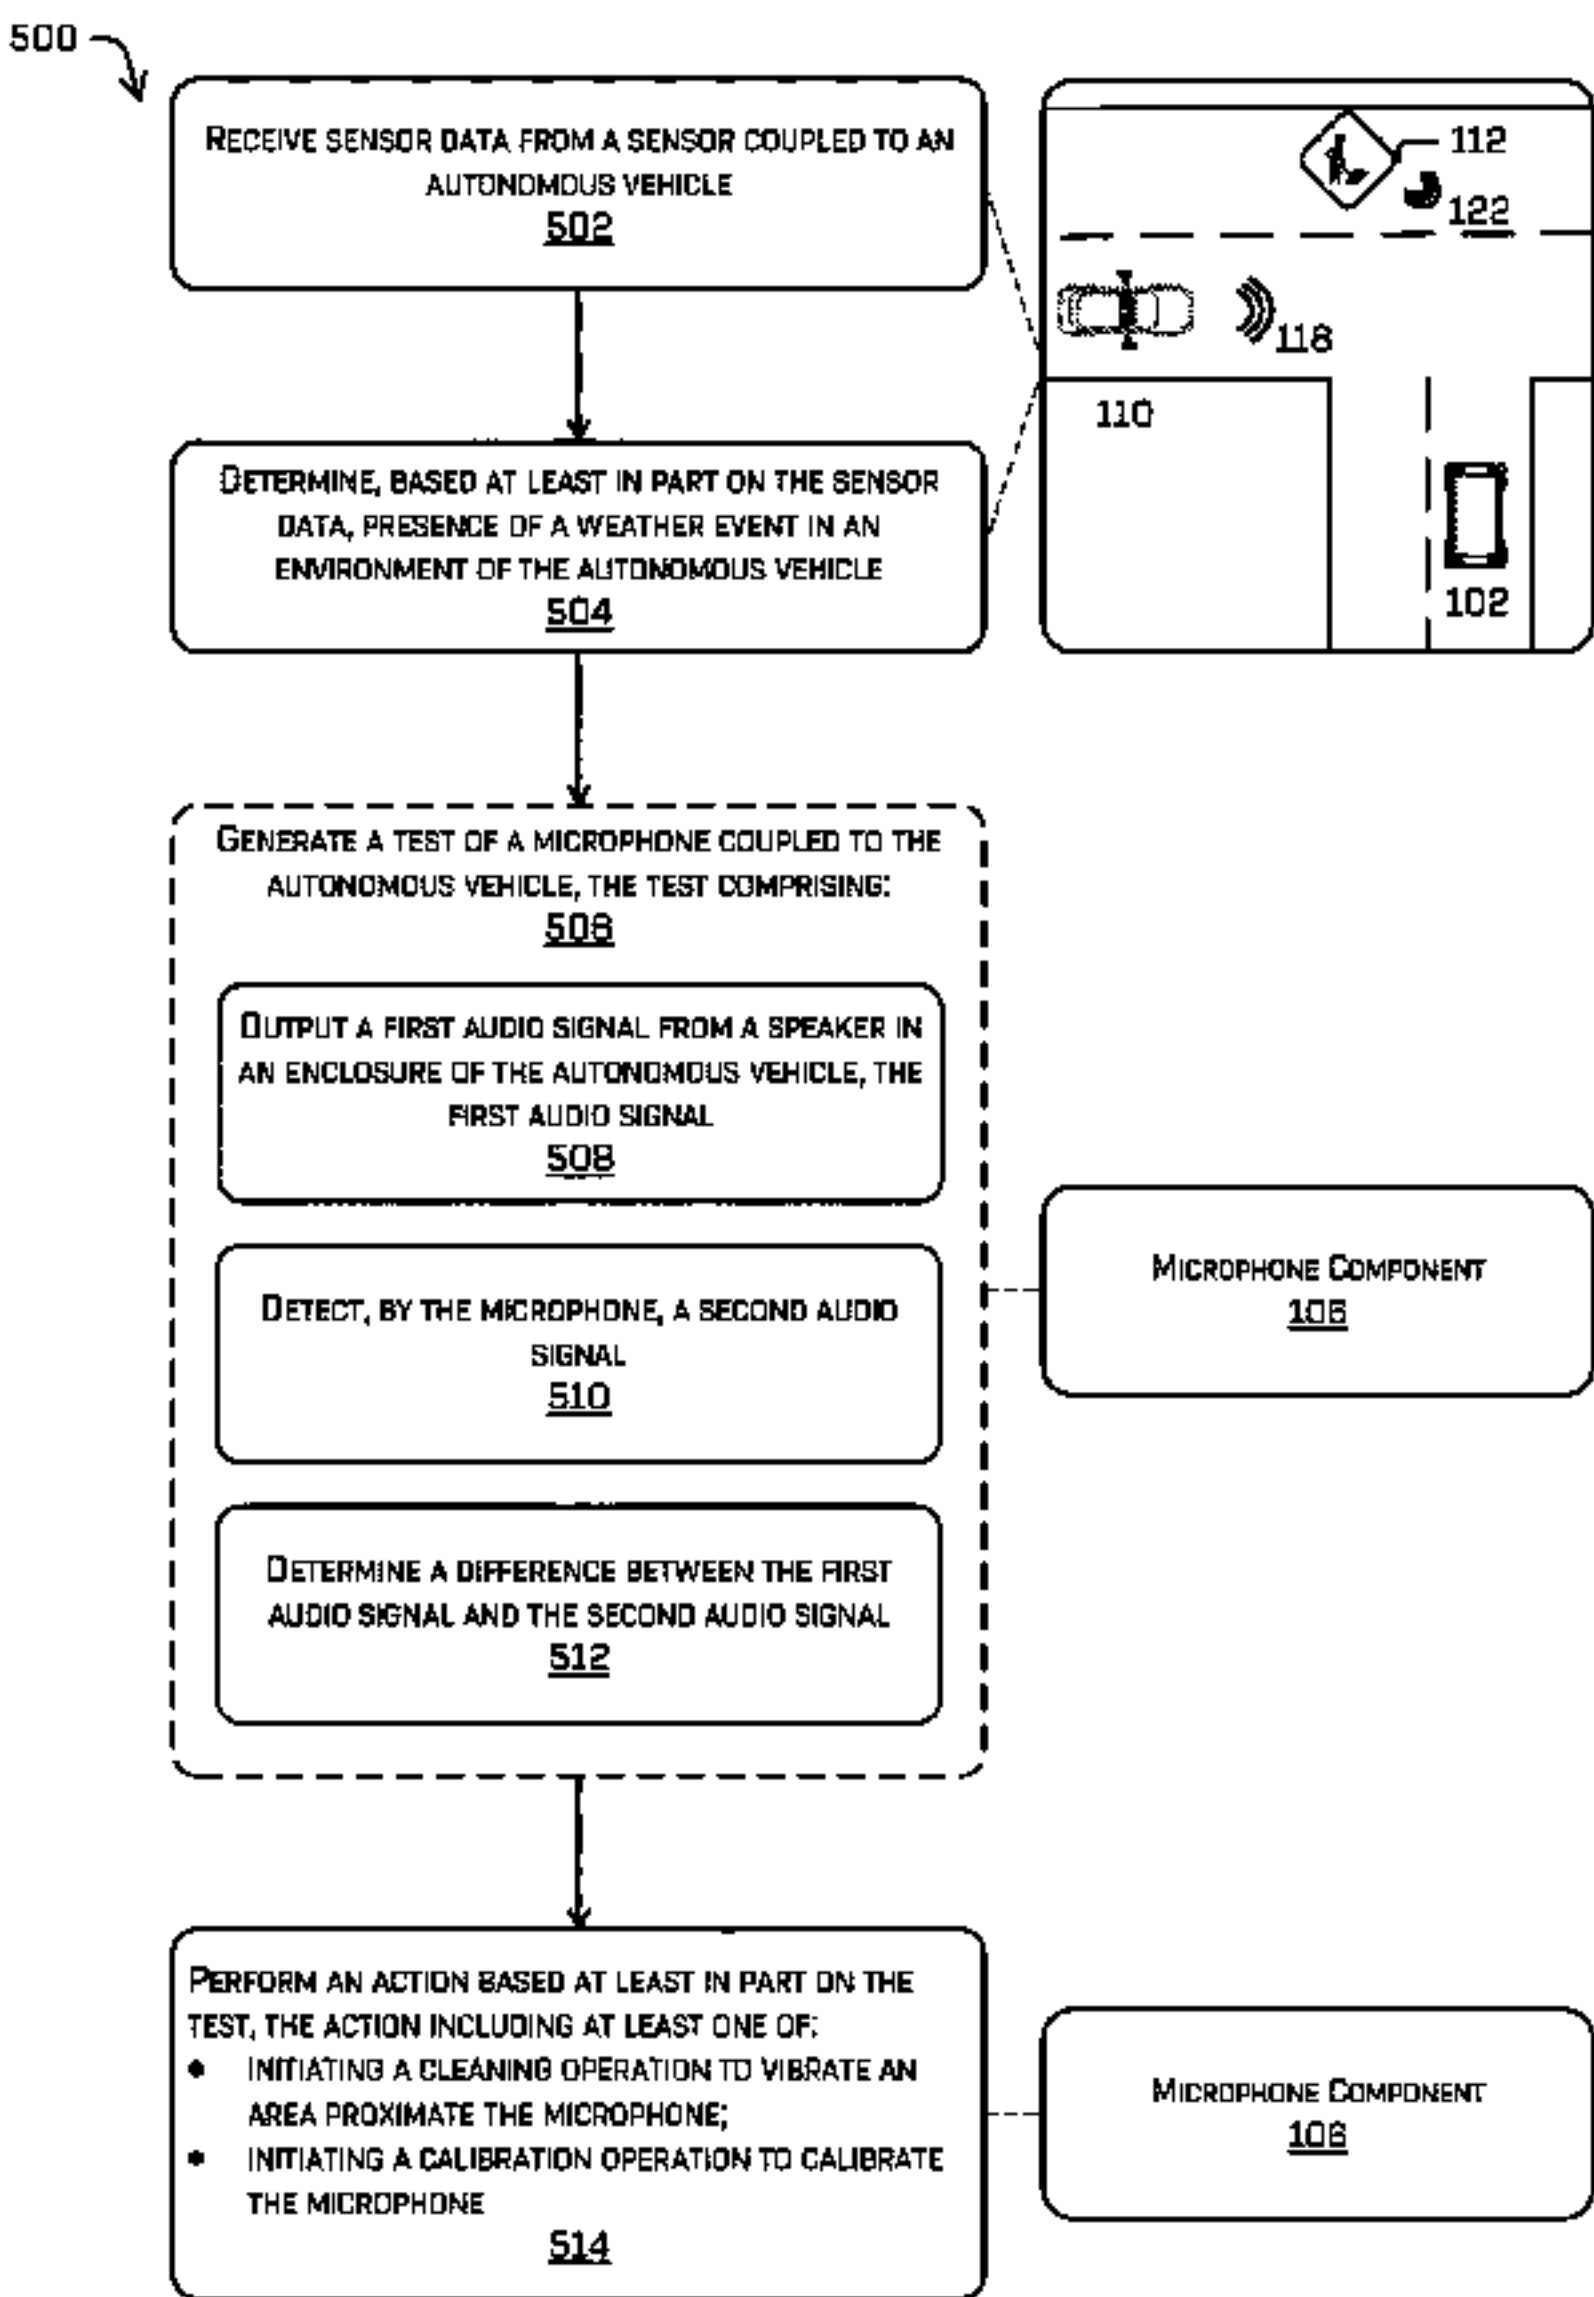 500
RECEIVE SENSOR DATA FROM A SENSOR COUPLED TO AN
AUTONOMOUS VEHICLE
502
112
122
118
110
102
DETERMINE, BASED AT LEAST IN PART ON THE SENSOR
DATA, PRESENCE OF A WEATHER EVENT IN AN
ENVIRONMENT OF THE AUTONOMOUS VEHICLE
504
GENERATE A TEST OF A MICROPHONE COUPLED TO THE
AUTONOMOUS VEHICLE, THE TEST COMPRISING:
506
OUTPUT A FIRST AUDIO SIGNAL FROM A SPEAKER IN
AN ENCLOSURE OF THE AUTONOMOUS VEHICLE, THE
FIRST AUDIO SIGNAL
508
DETECT, BY THE MICROPHONE, A SECOND AUDIO
SIGNAL
510
DETERMINE A DIFFERENCE BETWEEN THE FIRST
AUDIO SIGNAL AND THE SECOND AUDIO SIGNAL
512
MICROPHONE COMPONENT
106
PERFORM AN ACTION BASED AT LEAST IN PART ON THE
TEST, THE ACTION INCLUDING AT LEAST ONE OF:
• INITIATING A CLEANING OPERATION TO VIBRATE AN
AREA PROXIMATE THE MICROPHONE;
• INITIATING A CALIBRATION OPERATION TO CALIBRATE
THE MICROPHONE
514
MICROPHONE COMPONENT
106